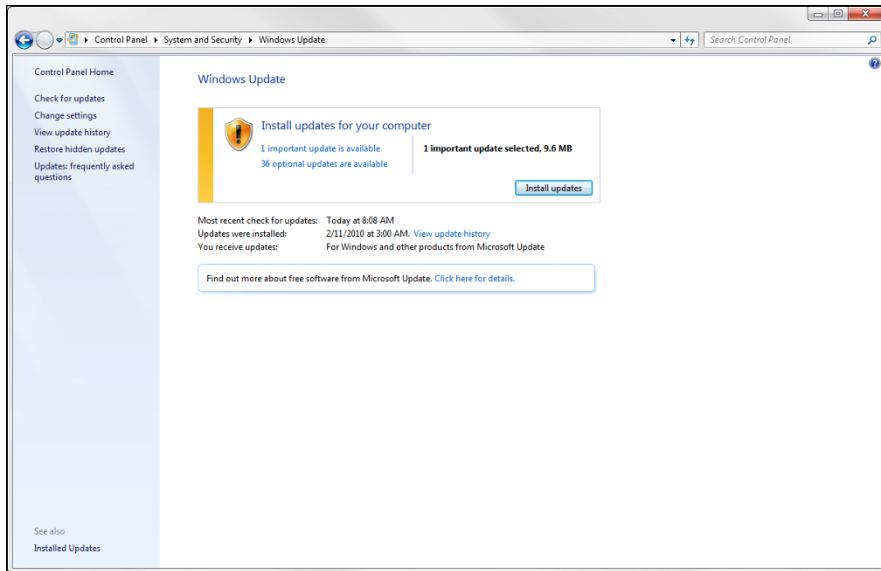 Control Panel ▸ System and Security ▸ Windows Update
Search Control Panel
Control Panel Home
Check for updates
Change settings
View update history
Restore hidden updates
Updates: frequently asked
questions
See also
Installed Updates
Windows Update
Install updates for your computer
1 important update is available
36 optional updates are available
1 important update selected, 9.6 MB
Install updates
Most recent check for updates: Today at 8:08 AM
Updates were installed: 2/11/2010 at 3:00 AM. View update history
You receive updates: For Windows and other products from Microsoft Update
Find out more about free software from Microsoft Update. Click here for details.